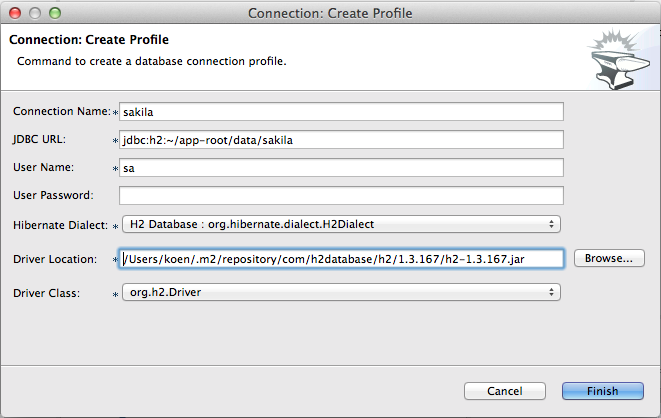 Connection: Create Profile
Connection: Create Profile
Command to create a database connection profile.
Connection Name:* sakila
JDBC URL: * jdbc:h2:~/app-root/data/sakila
User Name: * sa
User Password:
Hibernate Dialect: * H2 Database : org.hibernate.dialect.H2Dialect
Driver Location: * /Users/koen/.m2/repository/com/h2database/h2/1.3.167/h2-1.3.167.jar Browse...
Driver Class: * org.h2.Driver
Cancel Finish